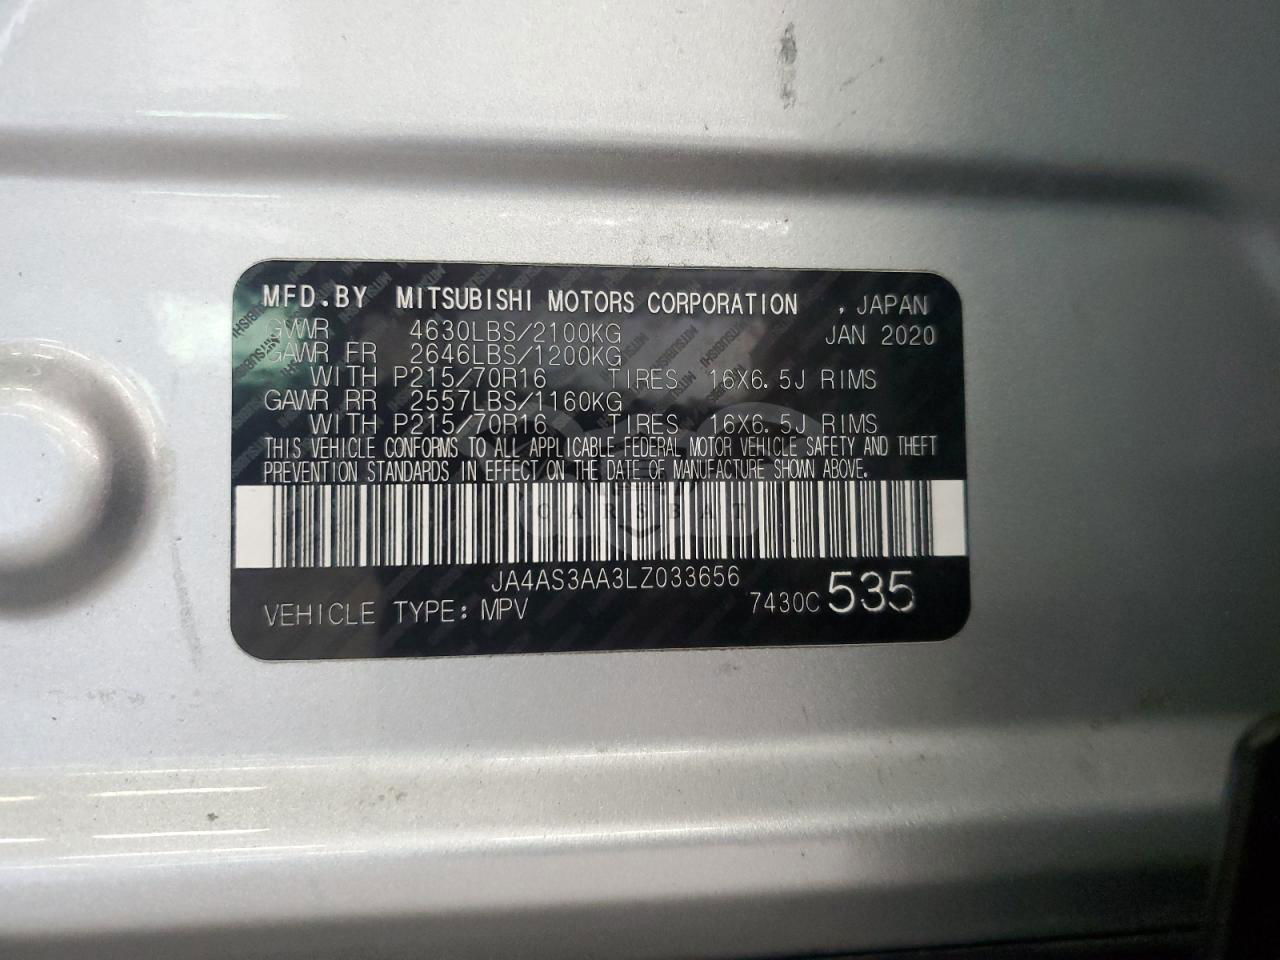 MFD.BY MITSUBISHI MOTORS CORPORATION , JAPAN
GVWR 4630LBS/2100KG JAN 2020
GAWR FR 2646LBS/1200KG
WITH P215/70R16 TIRES, 16X6.5J RIMS
GAWR RR 2557LBS/1160KG
WITH P215/70R16 TIRES, 16X6.5J RIMS
THIS VEHICLE CONFORMS TO ALL APPLICABLE FEDERAL MOTOR VEHICLE SAFETY AND THEFT
PREVENTION STANDARDS IN EFFECT ON THE DATE OF MANUFACTURE SHOWN ABOVE.
CARSBAT
JA4AS3AA3LZ033656
VEHICLE TYPE: MPV 7430C 535